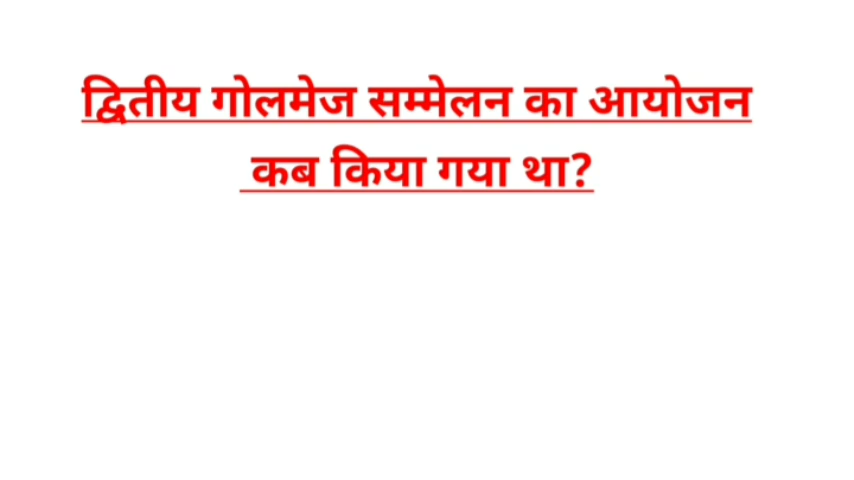 द्वितीय गोलमेज सम्मेलन का आयोजन
कब किया गया था?